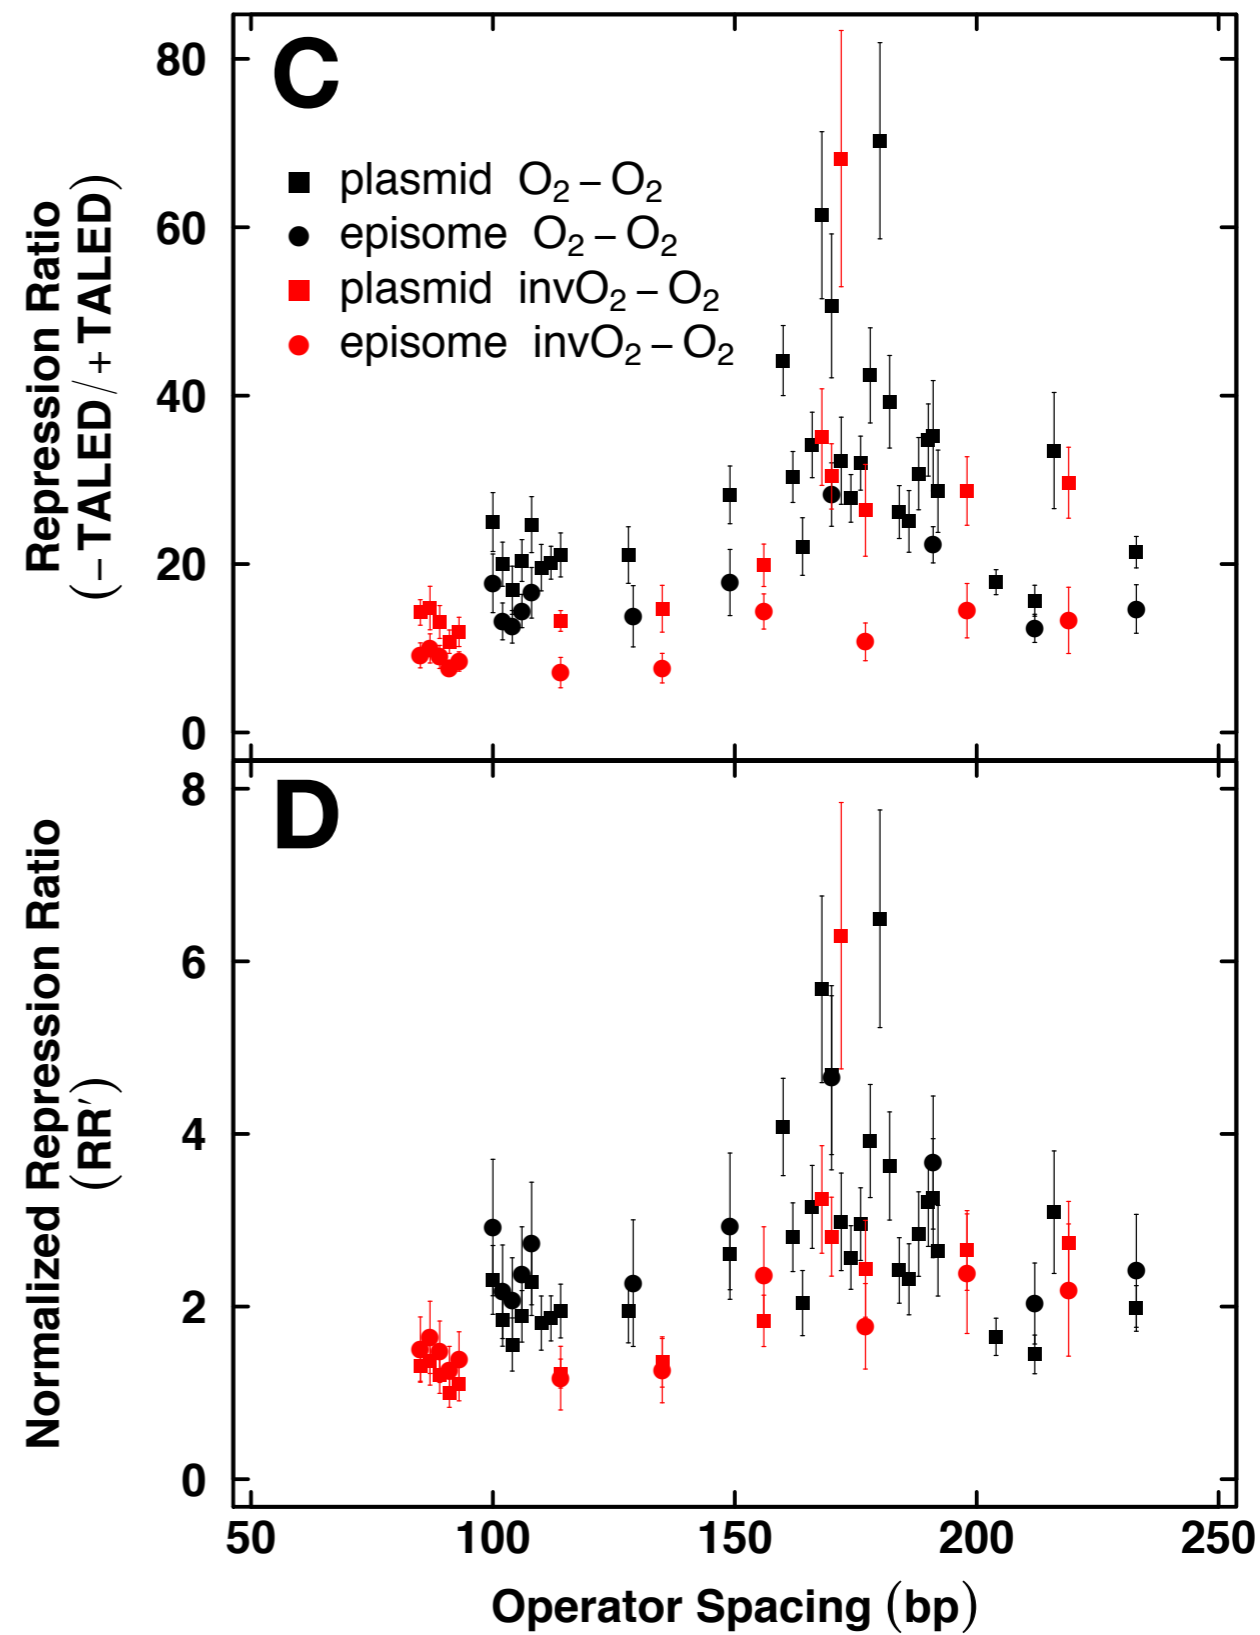 C
80
60
40
20
0
Repression Ratio
(− TALED/+TALED)
plasmid O₂ – O₂
episome O₂ – O₂
plasmid invO₂ – O₂
episome invO₂ – O₂
D
8
6
4
2
0
Normalized Repression Ratio
(RR′)
50 100 150 200 250
Operator Spacing (bp)